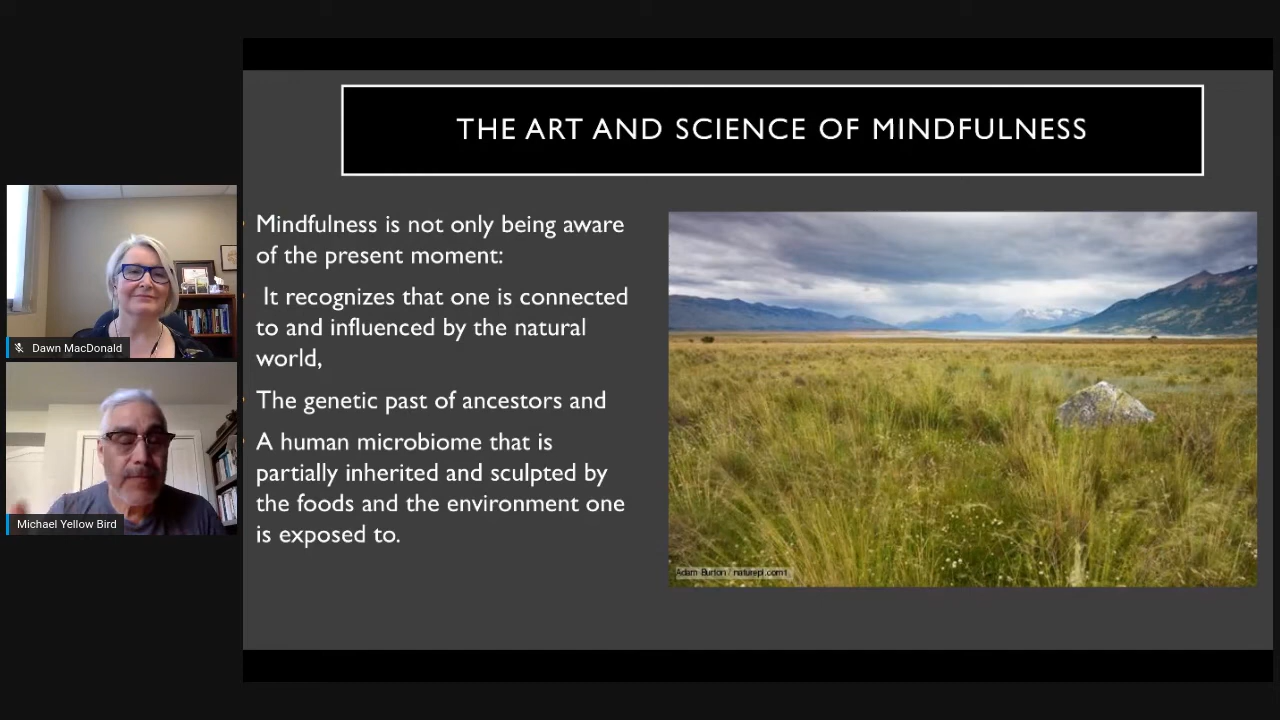 THE ART AND SCIENCE OF MINDFULNESS
Mindfulness is not only being aware
of the present moment:
It recognizes that one is connected
to and influenced by the natural
world,
The genetic past of ancestors and
A human microbiome that is
partially inherited and sculpted by
the foods and the environment one
is exposed to.
Dawn MacDonald
Michael Yellow Bird
Adam Burton / naturepl.com